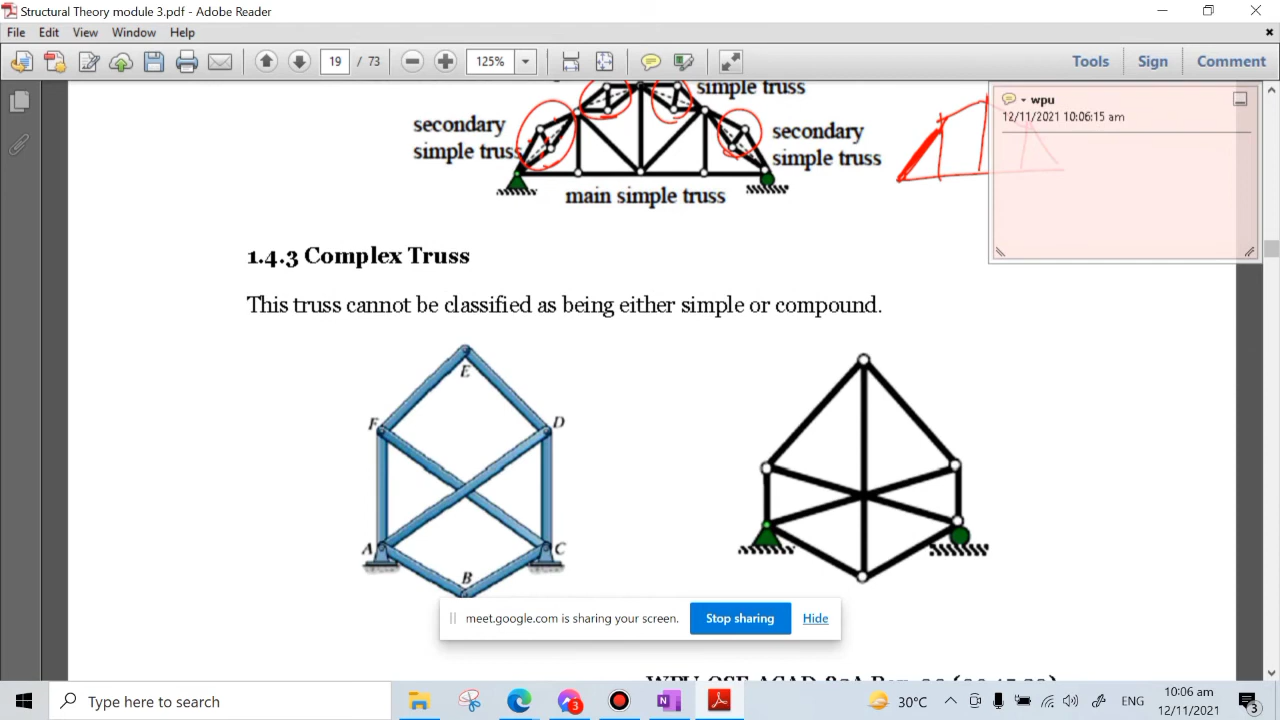 Structural Theory module 3.pdf - Adobe Reader
File Edit View Window Help
19 / 73 125% Tools Sign Comment
simple truss
wpu
12/11/2021 10:06:15 am
secondary
simple truss
secondary
simple truss
main simple truss
1.4.3 Complex Truss
This truss cannot be classified as being either simple or compound.
E
F
D
A
C
B
meet.google.com is sharing your screen. Stop sharing Hide
Type here to search
3
30°C
ENG
10:06 am
12/11/2021
3